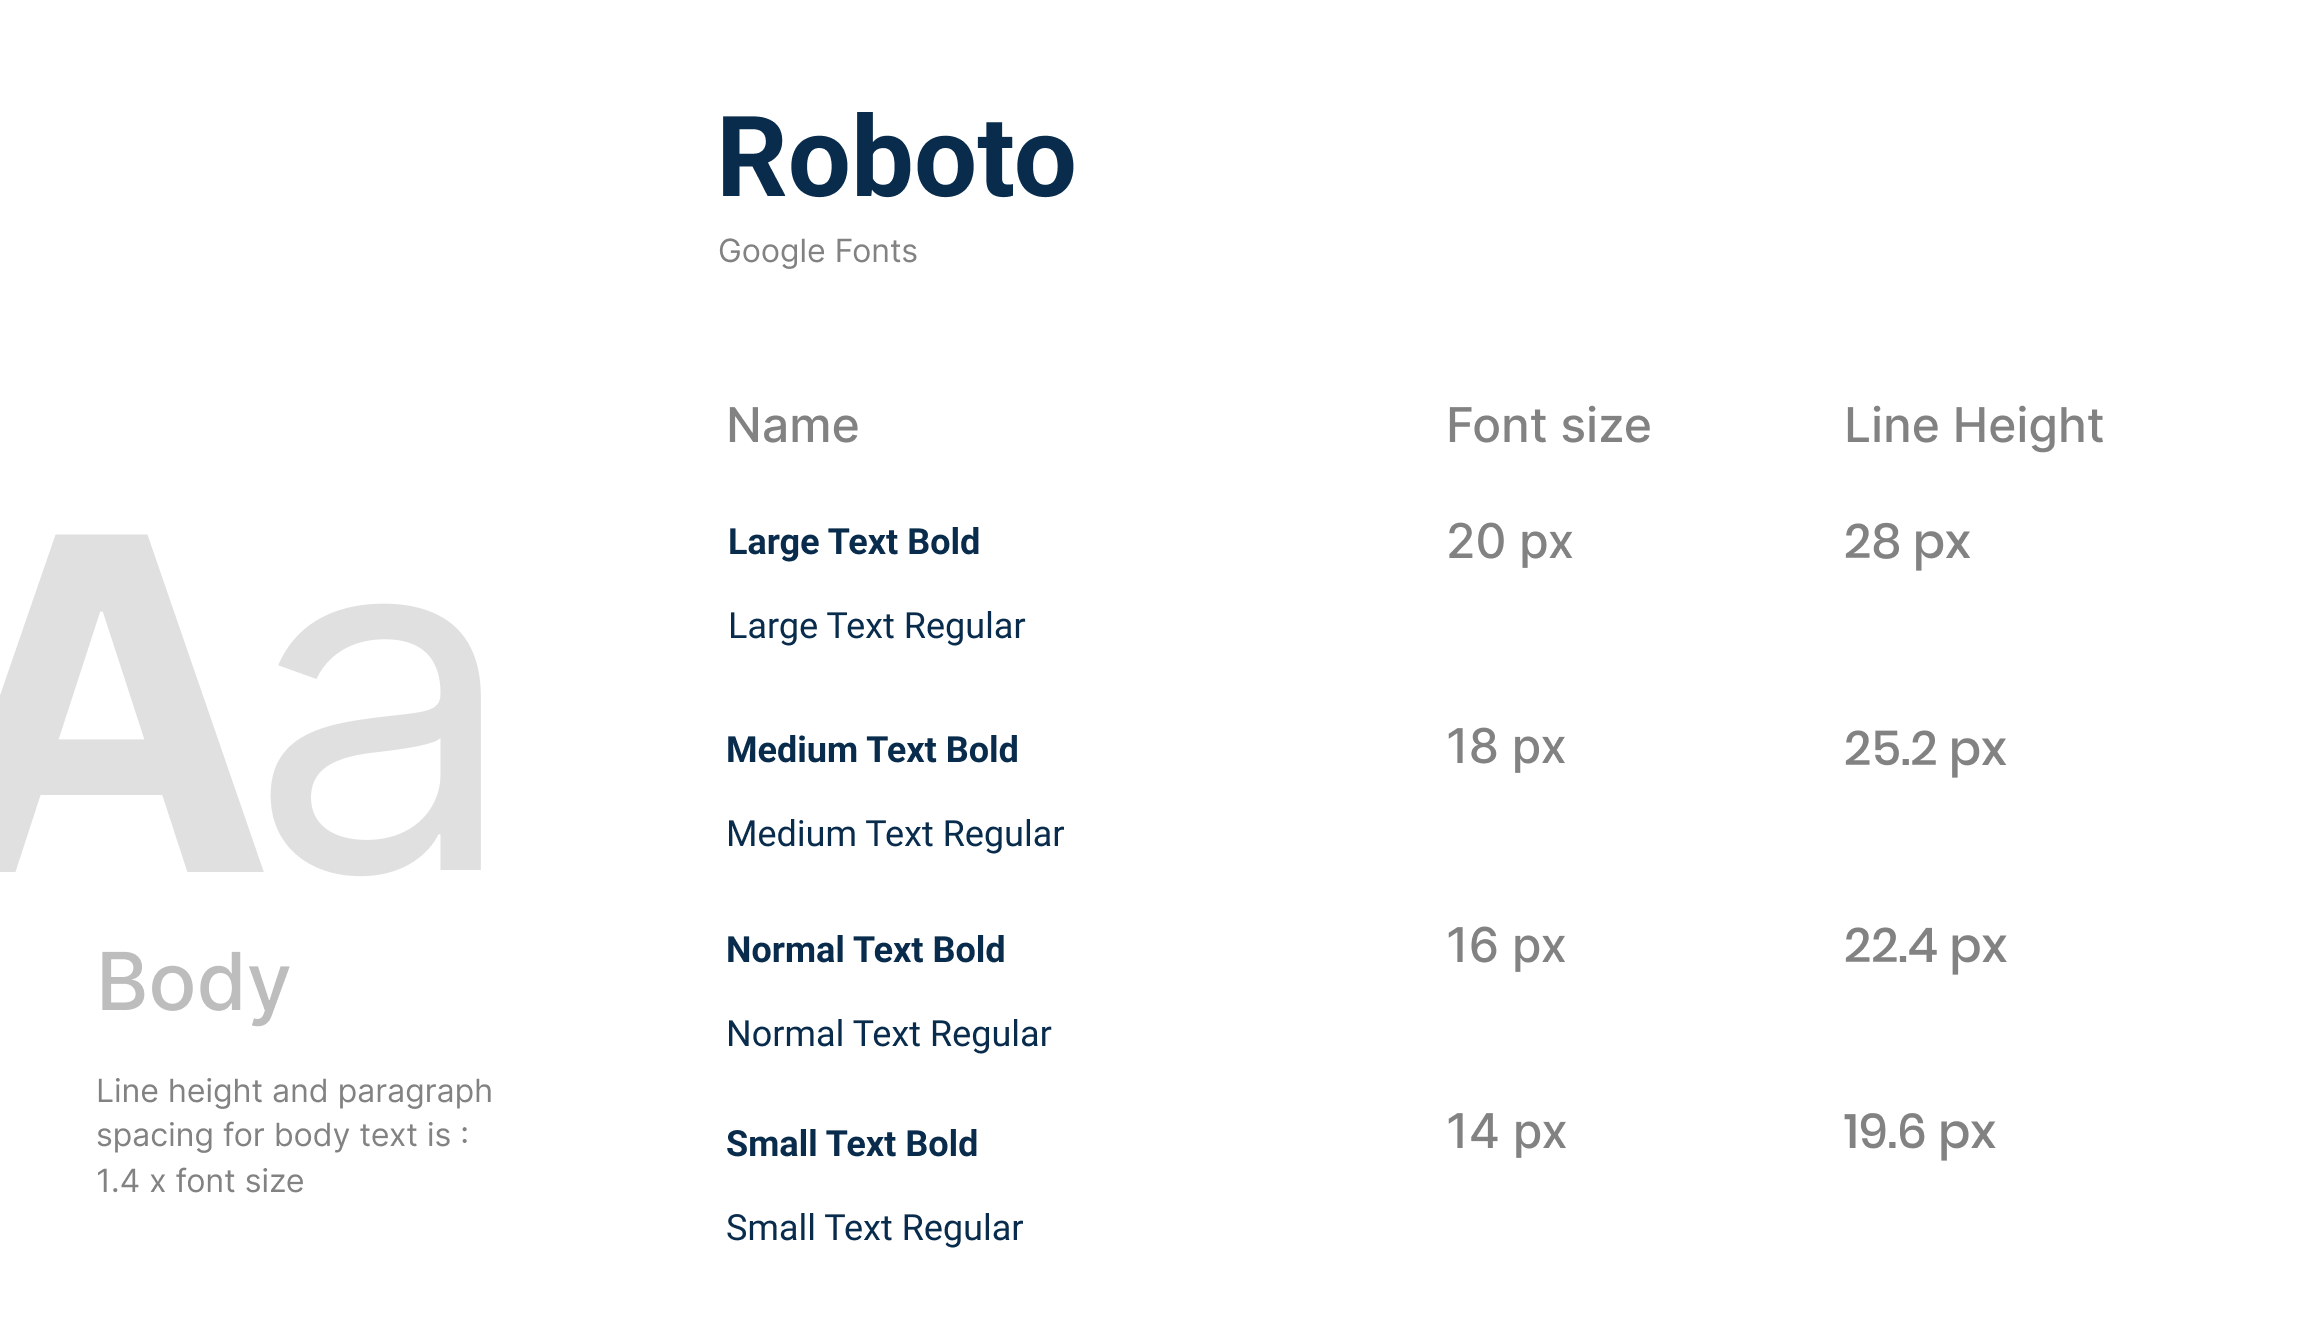 Roboto
Google Fonts
Name Font size Line Height
Large Text Bold 20 px 28 px
Large Text Regular
Medium Text Bold 18 px 25.2 px
Medium Text Regular
Normal Text Bold 16 px 22.4 px
Normal Text Regular
Small Text Bold 14 px 19.6 px
Small Text Regular
Aa
Body
Line height and paragraph
spacing for body text is :
1.4 x font size